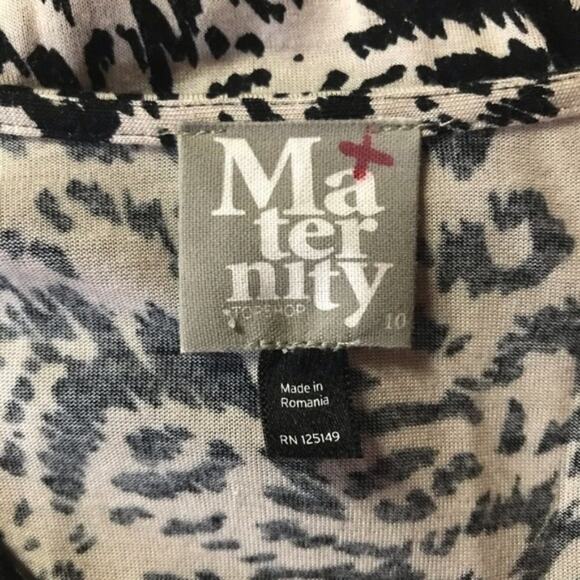 Ma+
ter
nity
TOPSHOP
10
Made in
Romania
RN 125149